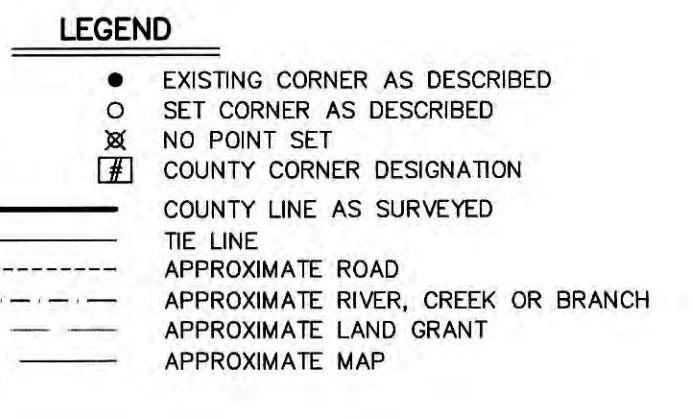 LEGEND
EXISTING CORNER AS DESCRIBED
SET CORNER AS DESCRIBED
NO POINT SET
# COUNTY CORNER DESIGNATION
COUNTY LINE AS SURVEYED
TIE LINE
APPROXIMATE ROAD
APPROXIMATE RIVER, CREEK OR BRANCH
APPROXIMATE LAND GRANT
APPROXIMATE MAP